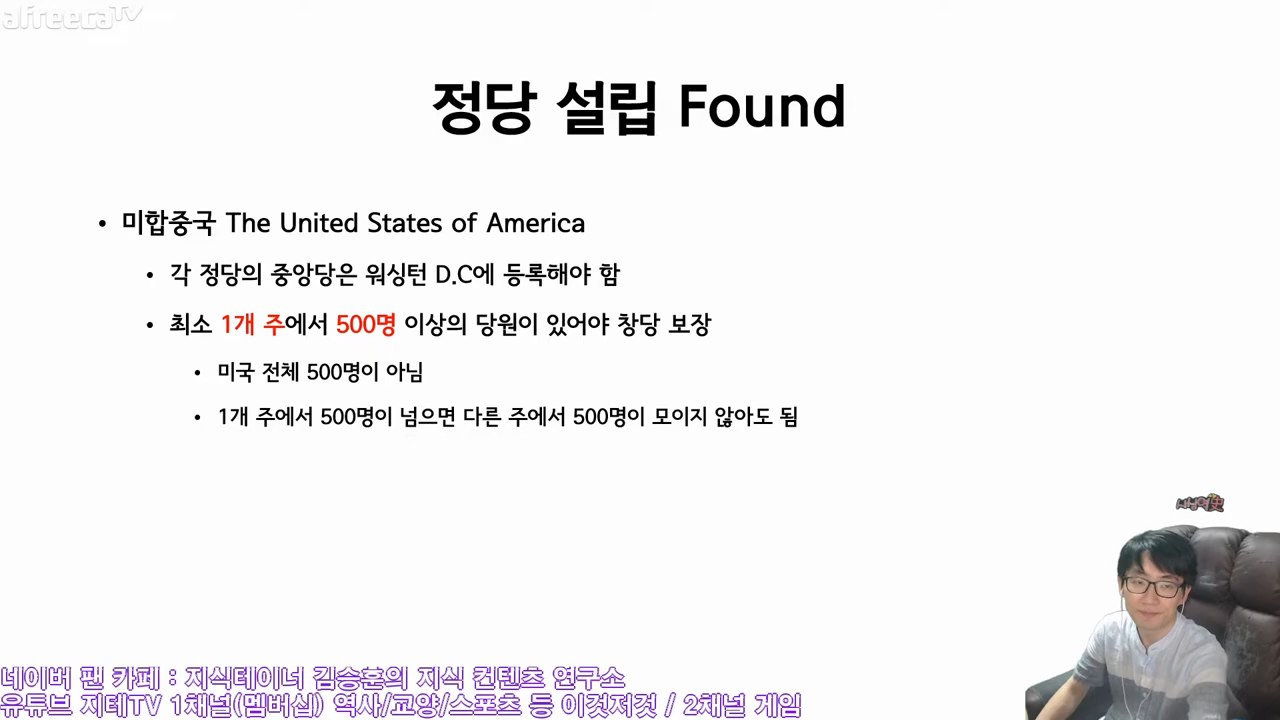 afreecaTV
정당 설립 Found
• 미합중국 The United States of America
• 각 정당의 중앙당은 워싱턴 D.C에 등록해야 함
• 최소 1개 주에서 500명 이상의 당원이 있어야 창당 보장
• 미국 전체 500명이 아님
• 1개 주에서 500명이 넘으면 다른 주에서 500명이 모이지 않아도 됨
네이버 팬 카페 : 지식테이너 김승훈의 지식 컨텐츠 연구소
유튜브 지테TV 1채널(멤버십) 역사/교양/스포츠 등 이것저것 / 2채널 게임